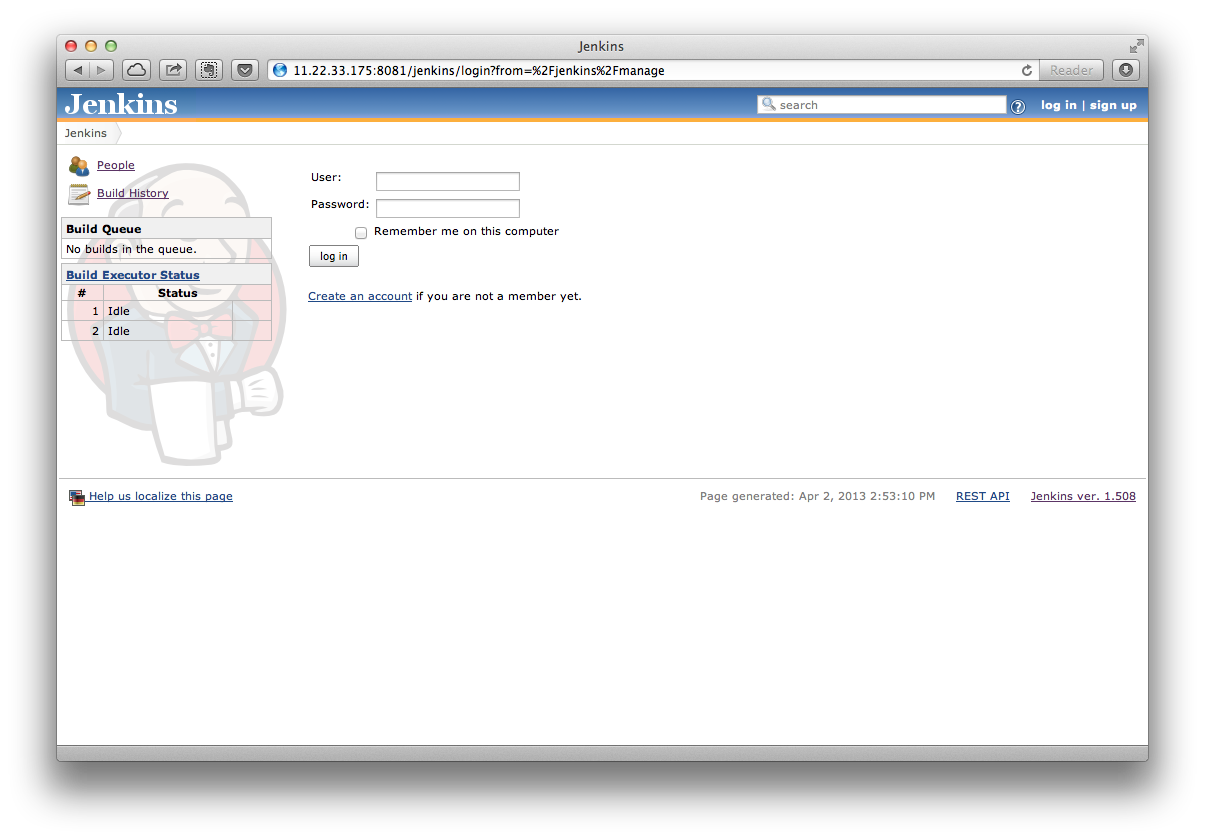 Jenkins
11.22.33.175:8081/jenkins/login?from=%2Fjenkins%2Fmanage
Reader
Jenkins
search
log in | sign up
Jenkins
People
Build History
Build Queue
No builds in the queue.
Build Executor Status
# Status
1 Idle
2 Idle
User:
Password:
Remember me on this computer
log in
Create an account if you are not a member yet.
Help us localize this page
Page generated: Apr 2, 2013 2:53:10 PM REST API Jenkins ver. 1.508